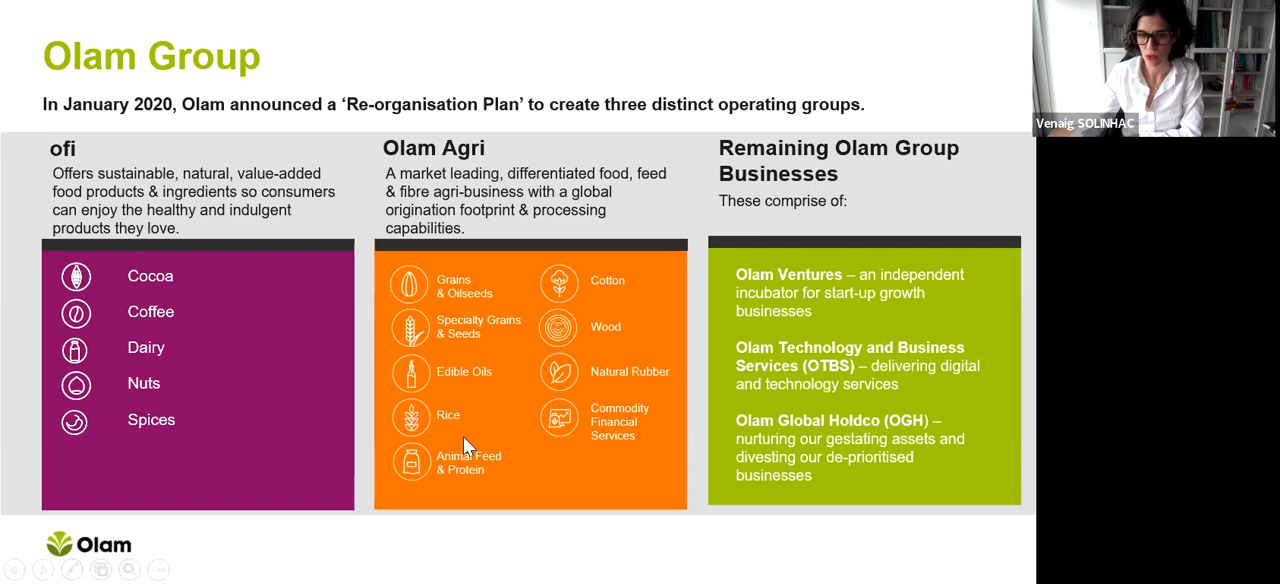 Olam Group
In January 2020, Olam announced a ‘Re-organisation Plan’ to create three distinct operating groups.
Venaig SOLINHAC
ofi
Offers sustainable, natural, value-added
food products & ingredients so consumers
can enjoy the healthy and indulgent
products they love.
Cocoa
Coffee
Dairy
Nuts
Spices
Olam Agri
A market leading, differentiated food, feed
& fibre agri-business with a global
origination footprint & processing
capabilities.
Grains
& Oilseeds
Specialty Grains
& Seeds
Edible Oils
Rice
Animal Feed
& Protein
Cotton
Wood
Natural Rubber
Commodity
Financial
Services
Remaining Olam Group
Businesses
These comprise of:
Olam Ventures – an independent
incubator for start-up growth
businesses
Olam Technology and Business
Services (OTBS) – delivering digital
and technology services
Olam Global Holdco (OGH) –
nurturing our gestating assets and
divesting our de-prioritised
businesses
Olam